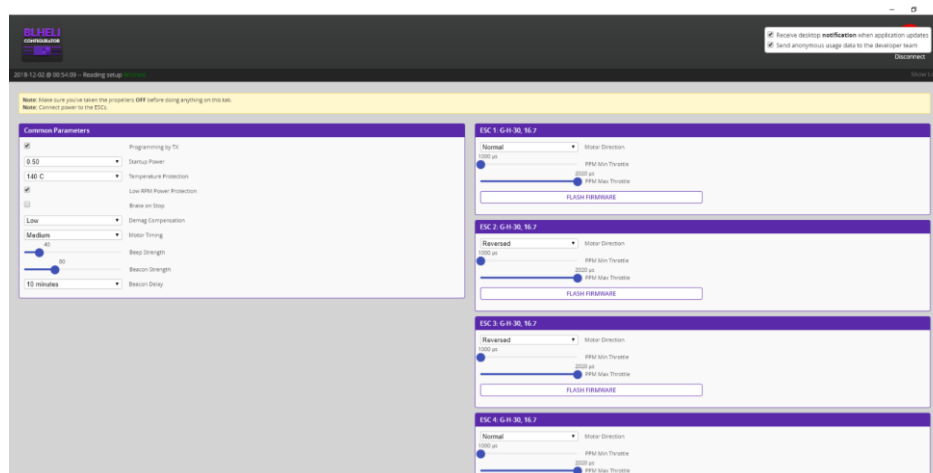 BLHELI
CONFIGURATOR
Receive desktop notification when application updates
Send anonymous usage data to the developer team
Disconnect
2018-12-02 @ 00:54:09 -- Reading setup
Note: Make sure you've taken the propellers OFF before doing anything on this tab.
Note: Connect power to the ESCs.
Common Parameters
Programming by TX
0.50 Startup Power
140 C Temperature Protection
Low RPM Power Protection
Brake on Stop
Low Demag Compensation
Medium Motor Timing
40
Beep Strength
80
Beacon Strength
10 minutes Beacon Delay
ESC 1: G-H-30, 16.7
Normal Motor Direction
1000 µs
PPM Min Throttle
2020 µs
PPM Max Throttle
FLASH FIRMWARE
ESC 2: G-H-30, 16.7
Reversed Motor Direction
1000 µs
PPM Min Throttle
2020 µs
PPM Max Throttle
FLASH FIRMWARE
ESC 3: G-H-30, 16.7
Reversed Motor Direction
1000 µs
PPM Min Throttle
2020 µs
PPM Max Throttle
FLASH FIRMWARE
ESC 4: G-H-30, 16.7
Normal Motor Direction
1000 µs
PPM Min Throttle
2020 µs
PPM Max Throttle